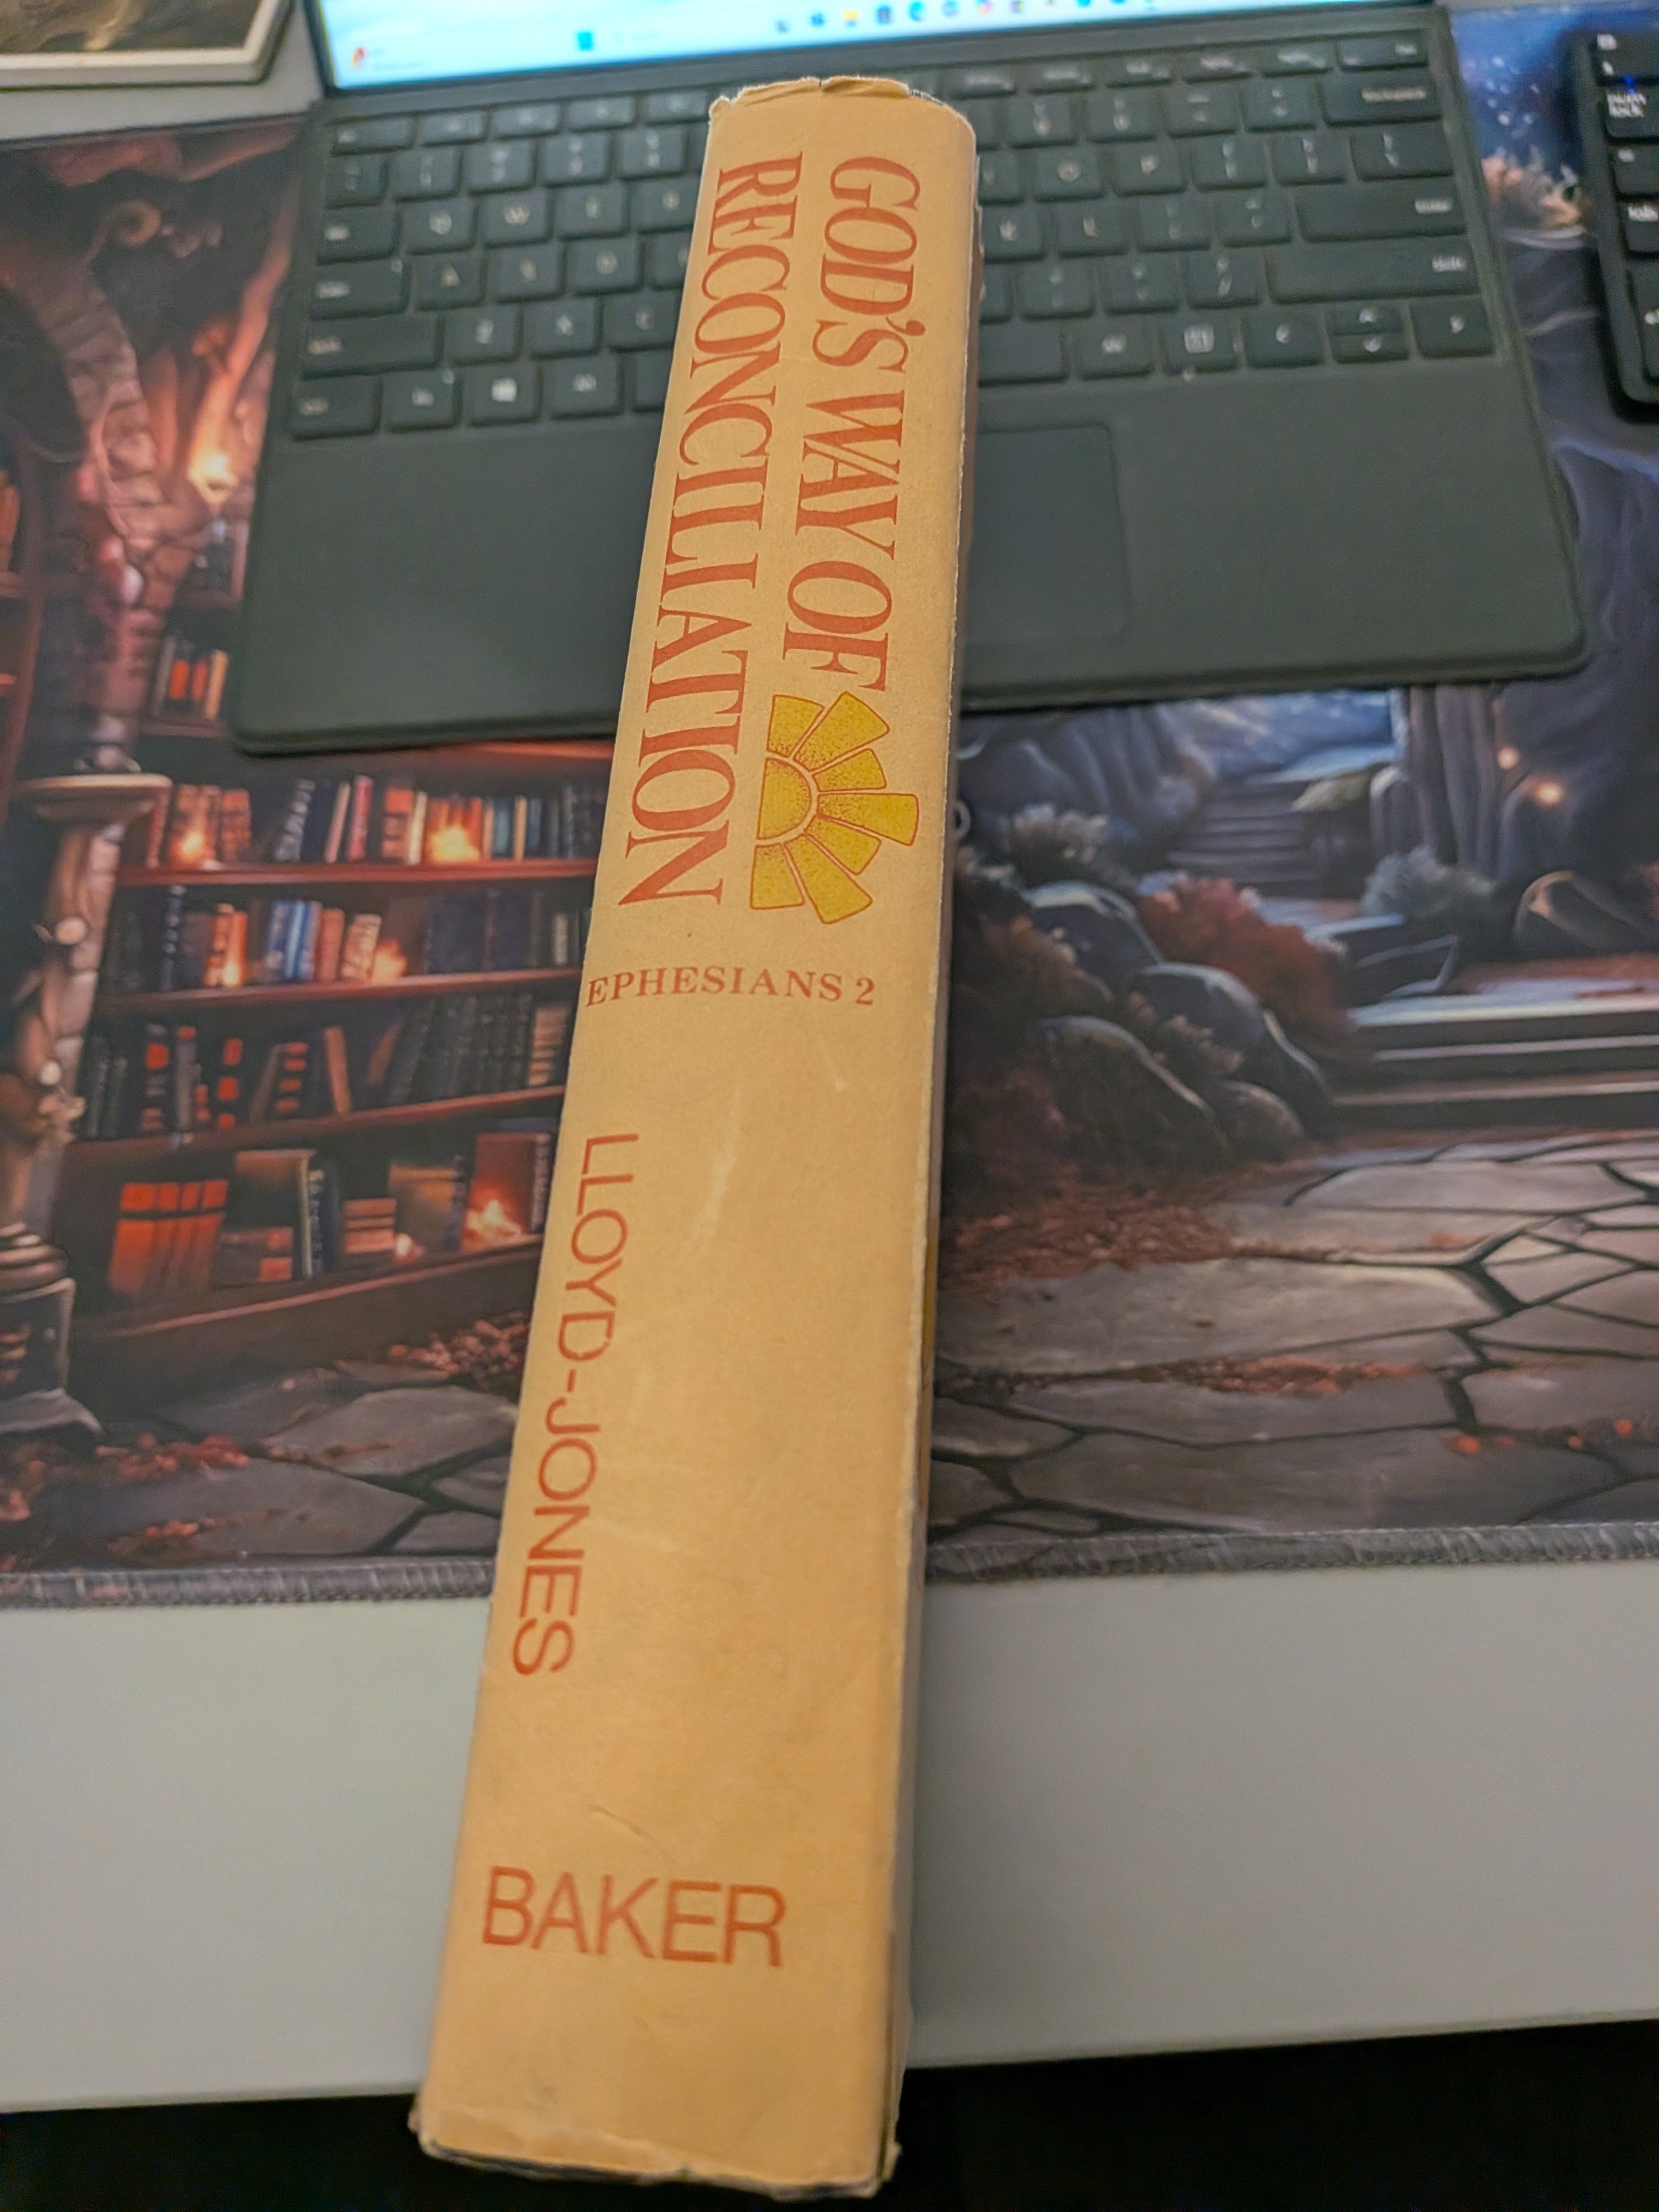 GOD'S WAY OF
RECONCILIATION
EPHESIANS 2
LLOYD-JONES
BAKER